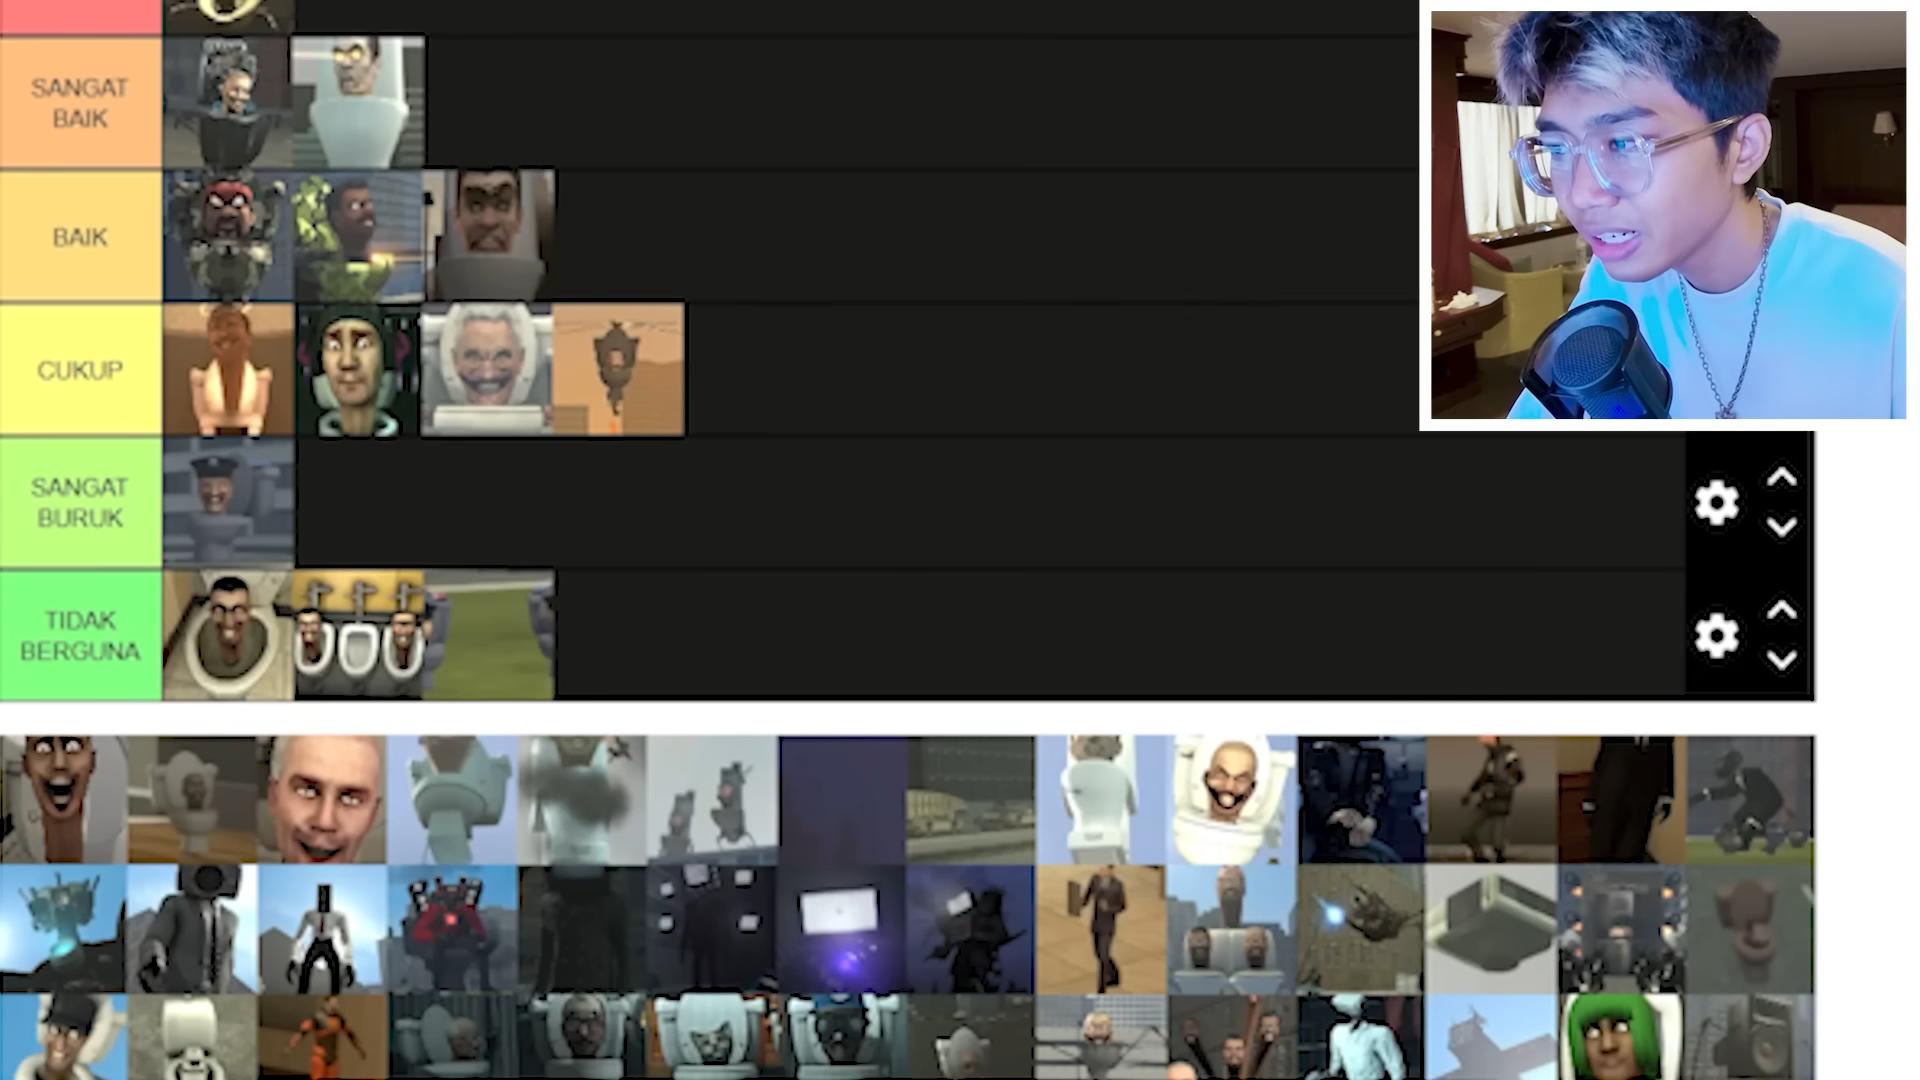 SANGAT
BAIK
BAIK
CUKUP
SANGAT
BURUK
TIDAK
BERGUNA